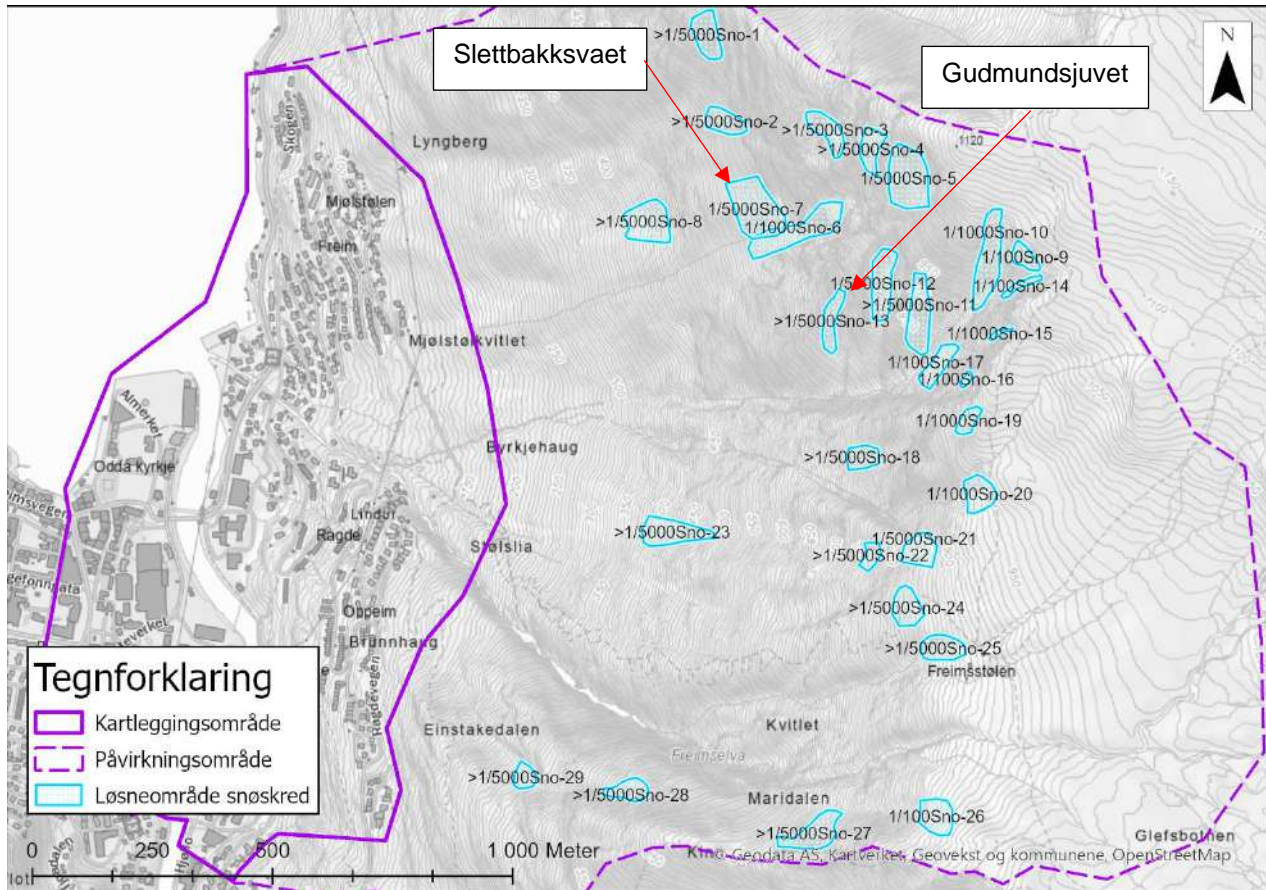 >1/5000Sno-1
Slettbakksvaet
Gudmundsjuvet
N
Skogen
Lyngberg
>1/5000Sno-2
>1/5000Sno-3
>1/5000Sno-4
1/5000Sno-5
1120
Mjølstølen
Freim
>1/5000Sno-8
1/5000Sno-7
1/1000Sno-6
1/1000Sno-10
1/100Sno-9
1/100Sno-14
1/5000Sno-12
>1/5000Sno-11
>1/5000Sno-13
1/1000Sno-15
Mjølstølkvitlet
1/100Sno-17
1/100Sno-16
Almerket
1/1000Sno-19
Byrkjehaug
>1/5000Sno-18
Odda kyrkje
1/1000Sno-20
Lindur
Ragde
Stølslia
>1/5000Sno-23
1/5000Sno-21
>1/5000Sno-22
950
Oppeim
>1/5000Sno-24
Brunnhaug
>1/5000Sno-25
Freimsstølen
Ragdevegen
Tegnforklaring
Kartleggingsområde
Påvirkningsområde
Løsneområde snøskred
Einstakedalen
Kvitlet
Freimselva
>1/5000Sno-29
>1/5000Sno-28
Maridalen
1/100Sno-26
>1/5000Sno-27
Glefsbotnen
0 250 500 1 000 Meter
Geodata AS, Kartverket, Geovekst og kommunene, OpenStreetMap